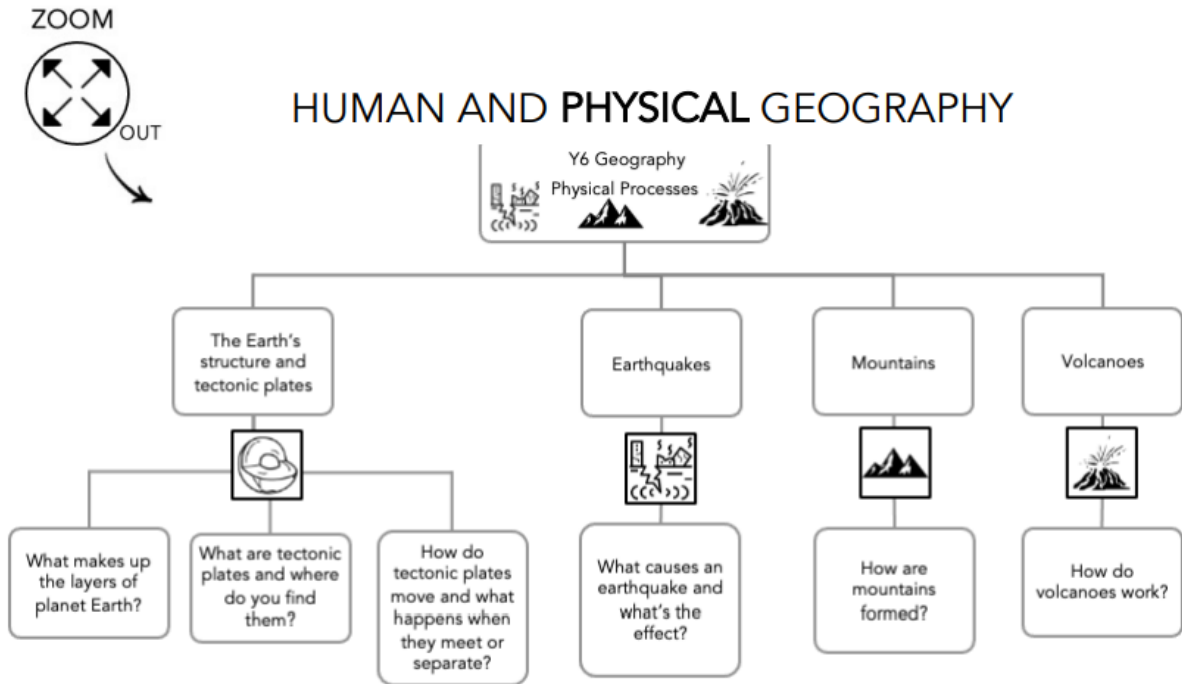 ZOOM
OUT
HUMAN AND PHYSICAL GEOGRAPHY
Y6 Geography
Physical Processes
The Earth's
structure and
tectonic plates
Earthquakes
Mountains
Volcanoes
What makes up
the layers of
planet Earth?
What are tectonic
plates and where
do you find
them?
How do
tectonic plates
move and what
happens when
they meet or
separate?
What causes an
earthquake and
what's the
effect?
How are
mountains
formed?
How do
volcanoes work?